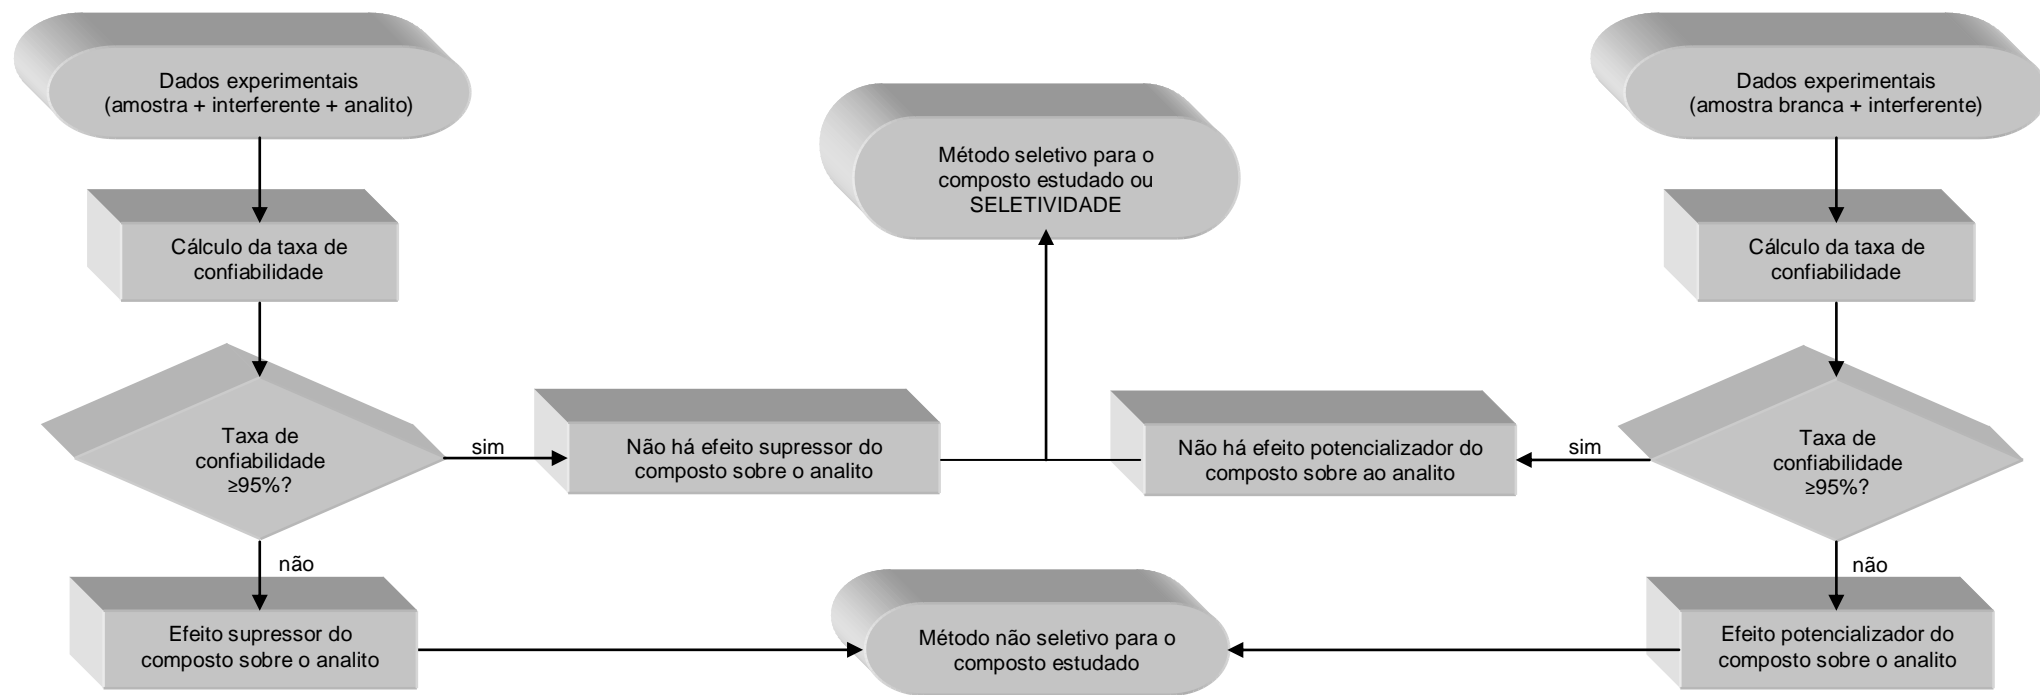 Dados experimentais
(amostra + interferente + analito)
Dados experimentais
(amostra branca + interferente)
Método seletivo para o
composto estudado ou
SELETIVIDADE
Cálculo da taxa de
confiabilidade
Cálculo da taxa de
confiabilidade
Taxa de
confiabilidade
≥95%?
sim
Não há efeito supressor do
composto sobre o analito
Não há efeito potencializador do
composto sobre ao analito
sim
Taxa de
confiabilidade
≥95%?
não
não
Efeito supressor do
composto sobre o analito
Método não seletivo para o
composto estudado
Efeito potencializador do
composto sobre o analito